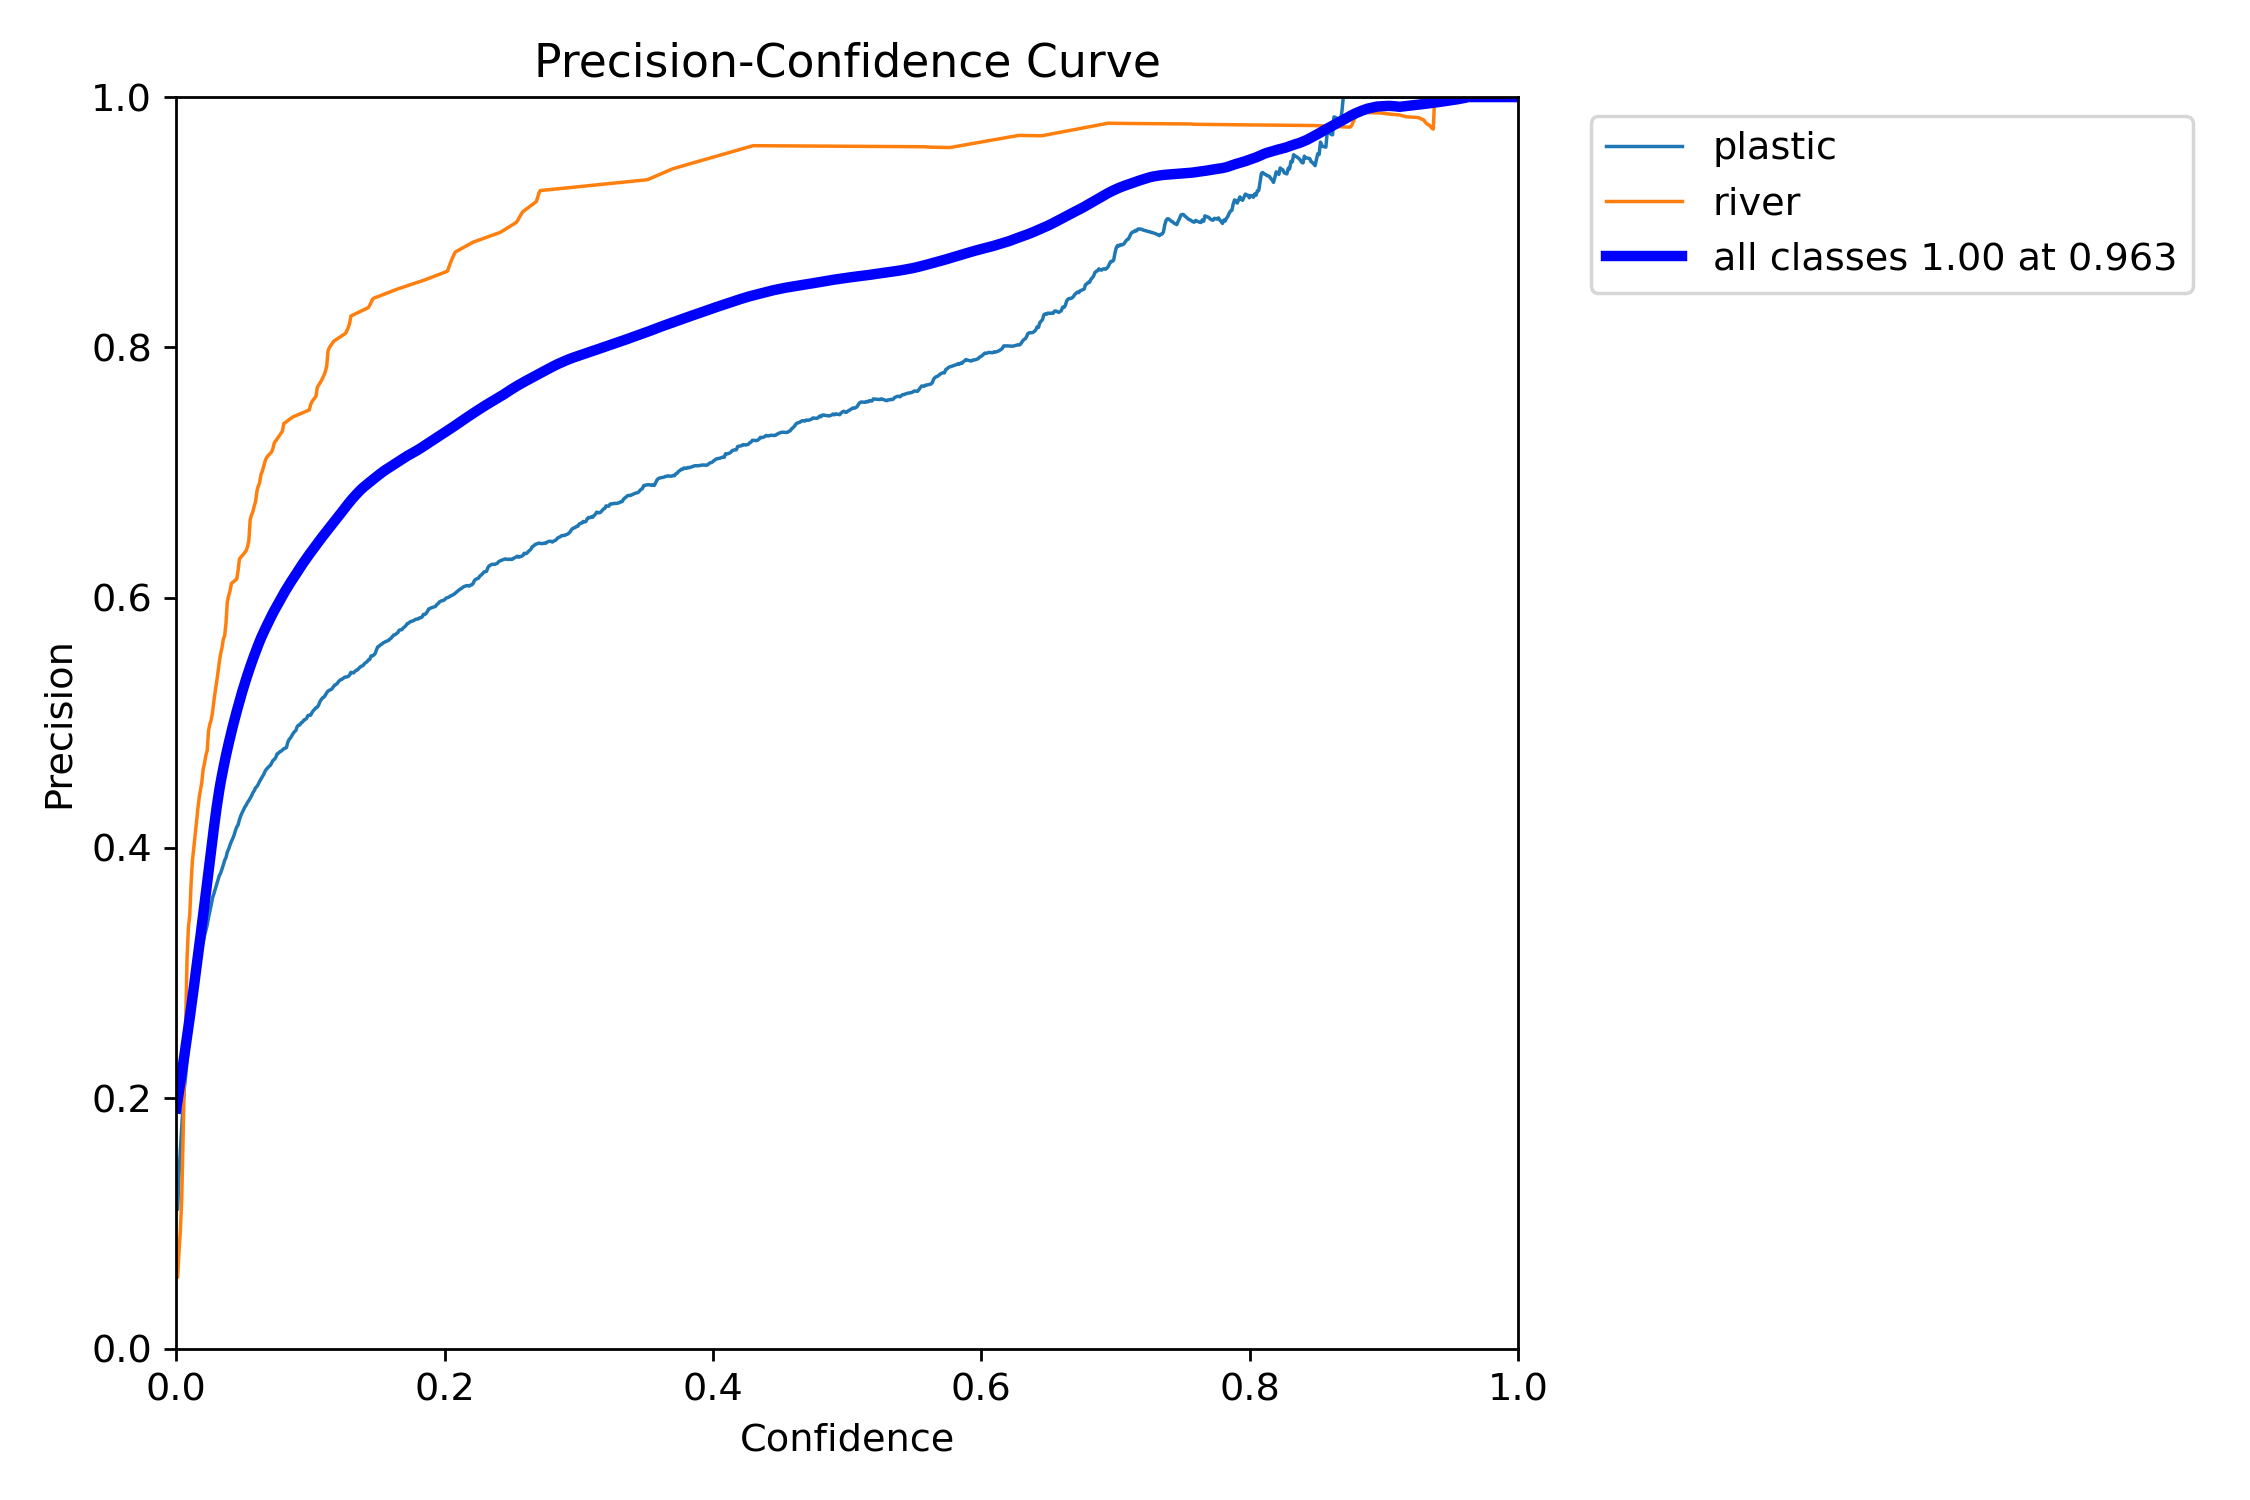 Precision-Confidence Curve
1.0
0.8
0.6
0.4
0.2
0.0
Precision
0.0 0.2 0.4 0.6 0.8 1.0
Confidence
plastic
river
all classes 1.00 at 0.963